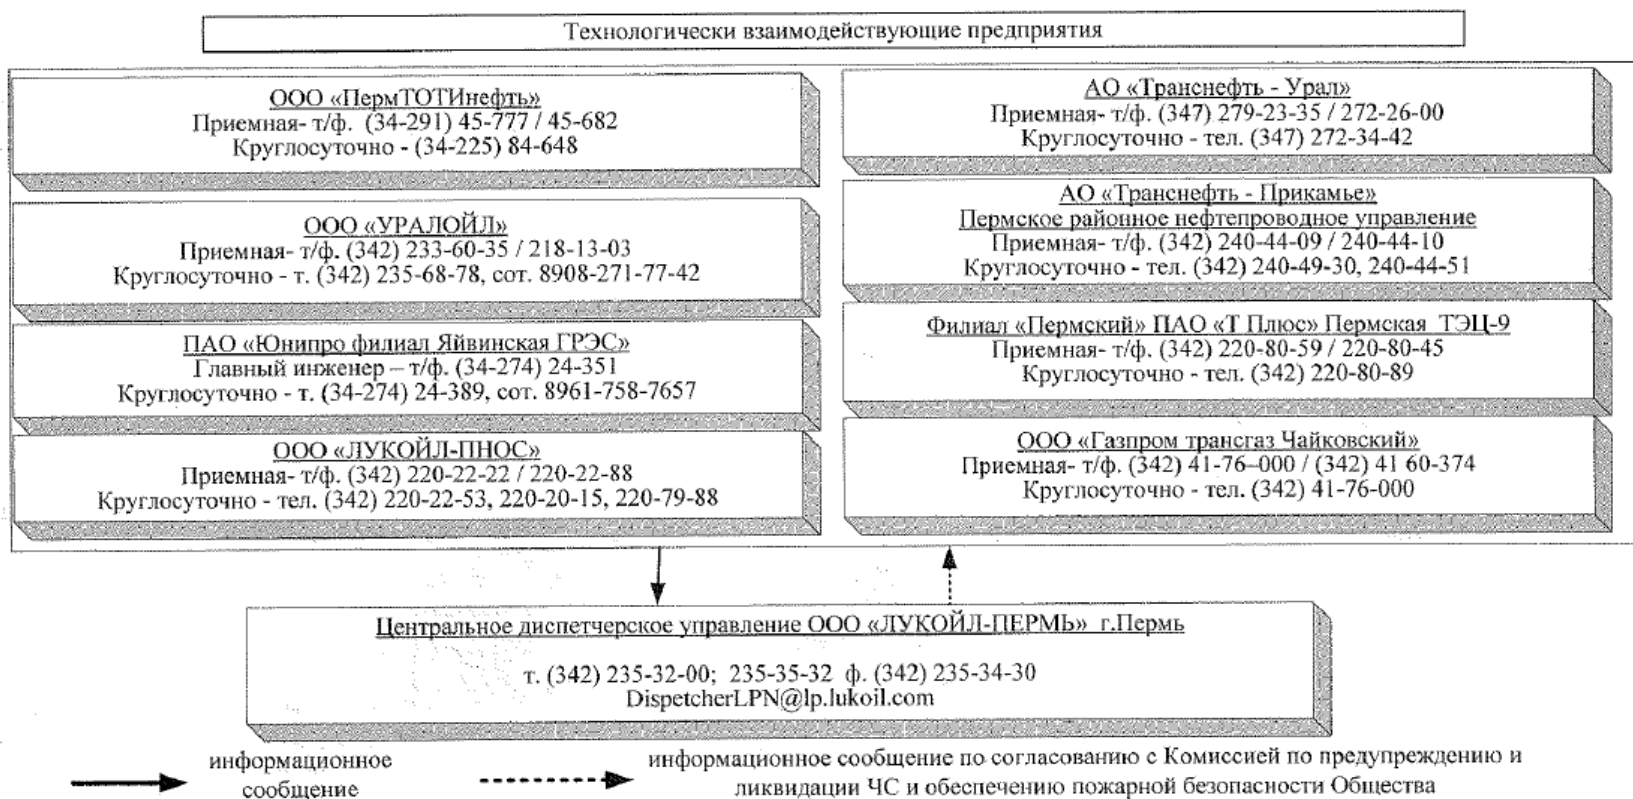 Технологически взаимодействующие предприятия
ООО «ПермТОТИнефть»
Приемная- т/ф. (34-291) 45-777 / 45-682
Круглосуточно - (34-225) 84-648
ООО «УРАЛОЙЛ»
Приемная- т/ф. (342) 233-60-35 / 218-13-03
Круглосуточно - т. (342) 235-68-78, сот. 8908-271-77-42
ПАО «Юнипро филиал Яйвинская ГРЭС»
Главный инженер – т/ф. (34-274) 24-351
Круглосуточно - т. (34-274) 24-389, сот. 8961-758-7657
ООО «ЛУКОЙЛ-ПНОС»
Приемная- т/ф. (342) 220-22-22 / 220-22-88
Круглосуточно - тел. (342) 220-22-53, 220-20-15, 220-79-88
АО «Транснефть - Урал»
Приемная- т/ф. (347) 279-23-35 / 272-26-00
Круглосуточно - тел. (347) 272-34-42
АО «Транснефть - Прикамье»
Пермское районное нефтепроводное управление
Приемная- т/ф. (342) 240-44-09 / 240-44-10
Круглосуточно - тел. (342) 240-49-30, 240-44-51
Филиал «Пермский» ПАО «Т Плюс» Пермская ТЭЦ-9
Приемная- т/ф. (342) 220-80-59 / 220-80-45
Круглосуточно - тел. (342) 220-80-89
ООО «Газпром трансгаз Чайковский»
Приемная- т/ф. (342) 41-76–000 / (342) 41 60-374
Круглосуточно - тел. (342) 41-76-000
Центральное диспетчерское управление ООО «ЛУКОЙЛ-ПЕРМЬ» г.Пермь
т. (342) 235-32-00; 235-35-32 ф. (342) 235-34-30
DispetcherLPN@lp.lukoil.com
информационное
сообщение
информационное сообщение по согласованию с Комиссией по предупреждению и
ликвидации ЧС и обеспечению пожарной безопасности Общества